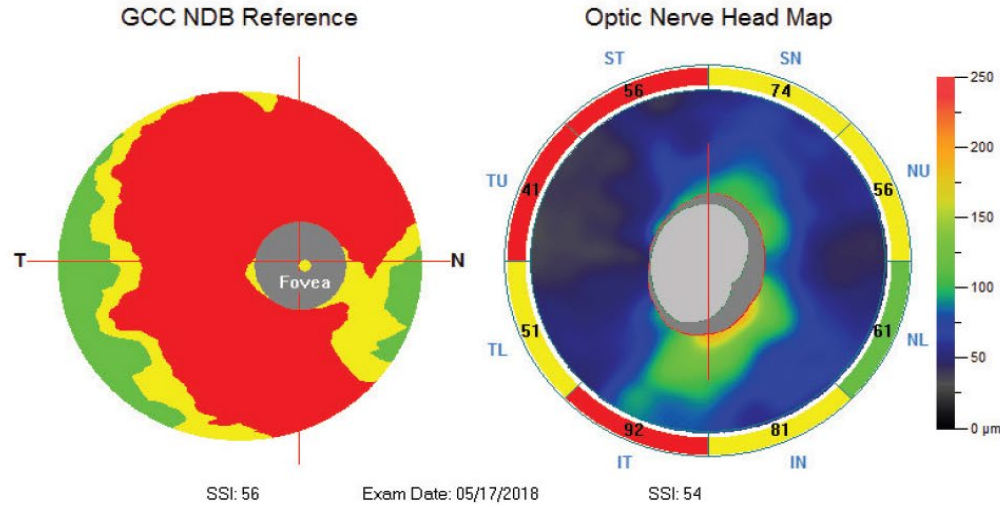 GCC NDB Reference
Optic Nerve Head Map
ST
SN
56
74
250
TU
NU
41
56
200
T
N
Fovea
150
51
61
100
TL
NL
50
92
81
0 µm
IT
IN
SSI: 56
Exam Date: 05/17/2018
SSI: 54